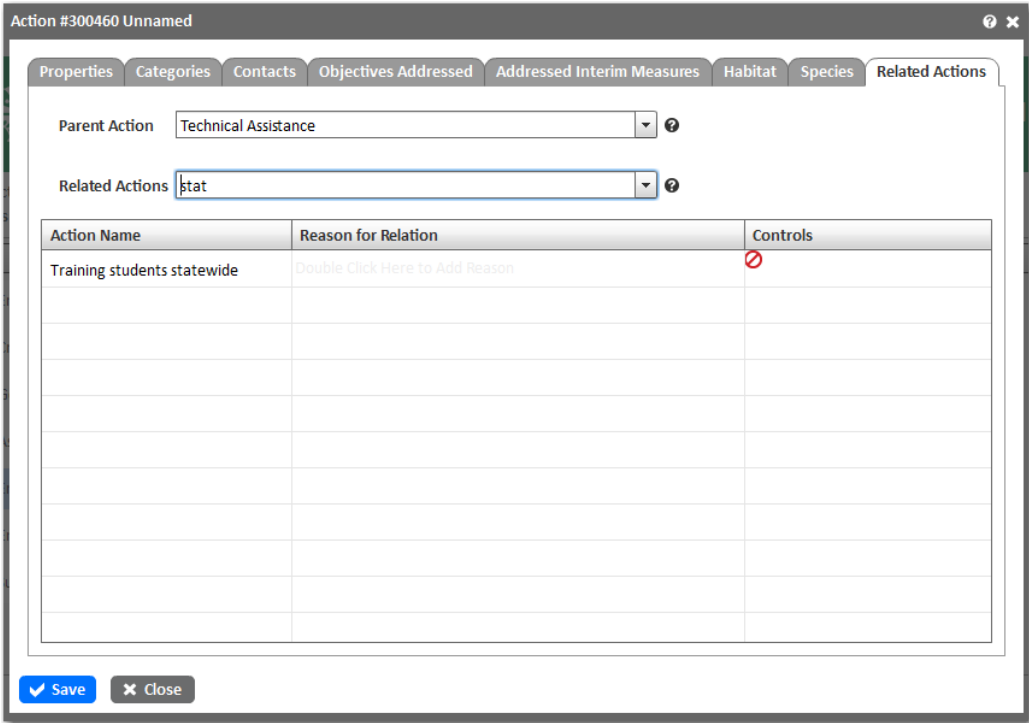 Action #300460 Unnamed
Properties Categories Contacts Objectives Addressed Addressed Interim Measures Habitat Species Related Actions
Parent Action Technical Assistance
Related Actions stat
Action Name Reason for Relation Controls
Training students statewide Double Click Here to Add Reason
Save Close